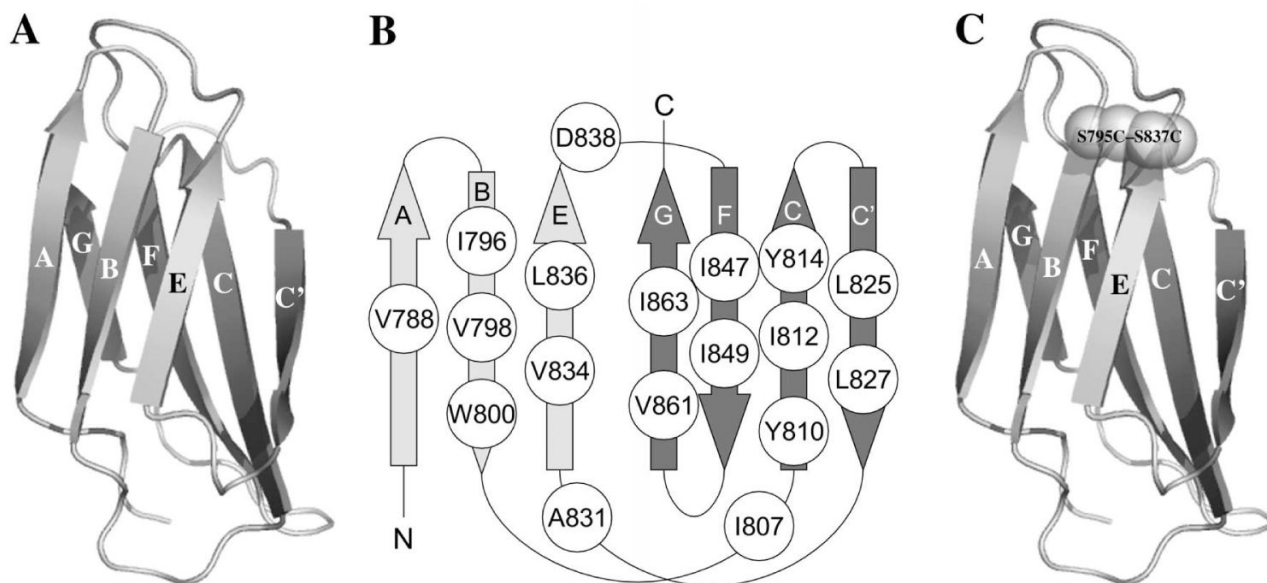 A
A
G
B
F
E
C
C'
B
D838
C
A
B
E
G
F
C
C'
I796
L836
I847
Y814
V788
I863
L825
V798
I812
V834
I849
L827
W800
V861
Y810
A831
I807
N
C
S795C–S837C
A
G
B
F
E
C
C'